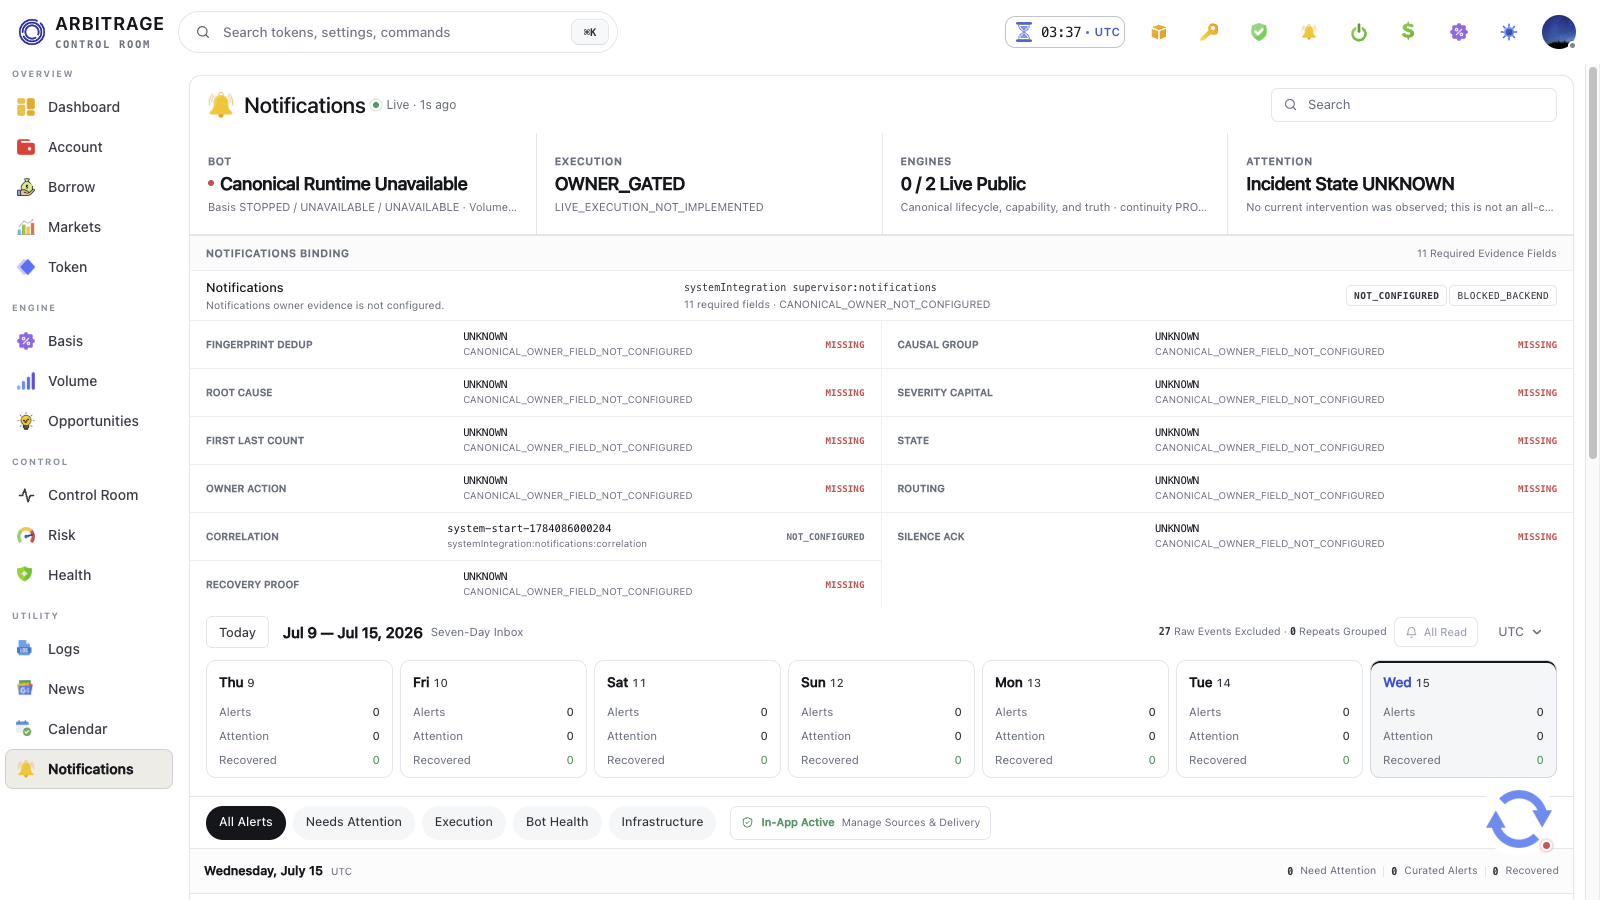 ARBITRAGE
CONTROL ROOM
Search tokens, settings, commands
⌘K
03:37 • UTC
OVERVIEW
Dashboard
Account
Borrow
Markets
Token
ENGINE
Basis
Volume
Opportunities
CONTROL
Control Room
Risk
Health
UTILITY
Logs
News
Calendar
Notifications
Notifications
Live · 1s ago
Search
BOT
Canonical Runtime Unavailable
Basis STOPPED / UNAVAILABLE / UNAVAILABLE · Volume...
EXECUTION
OWNER_GATED
LIVE_EXECUTION_NOT_IMPLEMENTED
ENGINES
0 / 2 Live Public
Canonical lifecycle, capability, and truth · continuity PRO...
ATTENTION
Incident State UNKNOWN
No current intervention was observed; this is not an all-c...
NOTIFICATIONS BINDING
11 Required Evidence Fields
Notifications
Notifications owner evidence is not configured.
systemIntegration supervisor:notifications
11 required fields · CANONICAL_OWNER_NOT_CONFIGURED
NOT_CONFIGURED
BLOCKED_BACKEND
FINGERPRINT DEDUP
UNKNOWN
CANONICAL_OWNER_FIELD_NOT_CONFIGURED
MISSING
CAUSAL GROUP
UNKNOWN
CANONICAL_OWNER_FIELD_NOT_CONFIGURED
MISSING
ROOT CAUSE
UNKNOWN
CANONICAL_OWNER_FIELD_NOT_CONFIGURED
MISSING
SEVERITY CAPITAL
UNKNOWN
CANONICAL_OWNER_FIELD_NOT_CONFIGURED
MISSING
FIRST LAST COUNT
UNKNOWN
CANONICAL_OWNER_FIELD_NOT_CONFIGURED
MISSING
STATE
UNKNOWN
CANONICAL_OWNER_FIELD_NOT_CONFIGURED
MISSING
OWNER ACTION
UNKNOWN
CANONICAL_OWNER_FIELD_NOT_CONFIGURED
MISSING
ROUTING
UNKNOWN
CANONICAL_OWNER_FIELD_NOT_CONFIGURED
MISSING
CORRELATION
system-start-1784086000204
systemIntegration:notifications:correlation
NOT_CONFIGURED
SILENCE ACK
UNKNOWN
CANONICAL_OWNER_FIELD_NOT_CONFIGURED
MISSING
RECOVERY PROOF
UNKNOWN
CANONICAL_OWNER_FIELD_NOT_CONFIGURED
MISSING
Today
Jul 9 — Jul 15, 2026 Seven-Day Inbox
27 Raw Events Excluded · 0 Repeats Grouped
All Read
UTC
Thu 9
Alerts 0
Attention 0
Recovered 0
Fri 10
Alerts 0
Attention 0
Recovered 0
Sat 11
Alerts 0
Attention 0
Recovered 0
Sun 12
Alerts 0
Attention 0
Recovered 0
Mon 13
Alerts 0
Attention 0
Recovered 0
Tue 14
Alerts 0
Attention 0
Recovered 0
Wed 15
Alerts 0
Attention 0
Recovered 0
All Alerts
Needs Attention
Execution
Bot Health
Infrastructure
In-App Active Manage Sources & Delivery
Wednesday, July 15 UTC
0 Need Attention
0 Curated Alerts
0 Recovered